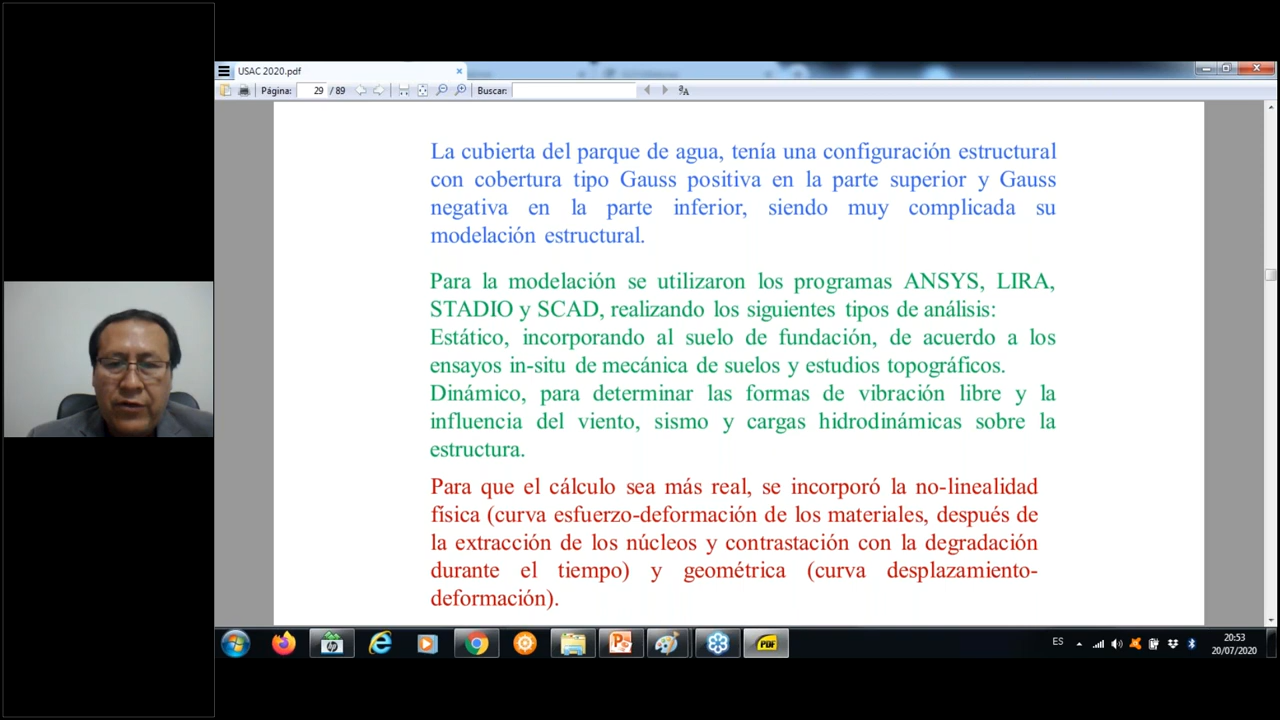 USAC 2020.pdf
Página: 29 / 89 Buscar:
La cubierta del parque de agua, tenía una configuración estructural
con cobertura tipo Gauss positiva en la parte superior y Gauss
negativa en la parte inferior, siendo muy complicada su
modelación estructural.
Para la modelación se utilizaron los programas ANSYS, LIRA,
STADIO y SCAD, realizando los siguientes tipos de análisis:
Estático, incorporando al suelo de fundación, de acuerdo a los
ensayos in-situ de mecánica de suelos y estudios topográficos.
Dinámico, para determinar las formas de vibración libre y la
influencia del viento, sismo y cargas hidrodinámicas sobre la
estructura.
Para que el cálculo sea más real, se incorporó la no-linealidad
física (curva esfuerzo-deformación de los materiales, después de
la extracción de los núcleos y contrastación con la degradación
durante el tiempo) y geométrica (curva desplazamiento-
deformación).
ES
20:53
20/07/2020
PDF